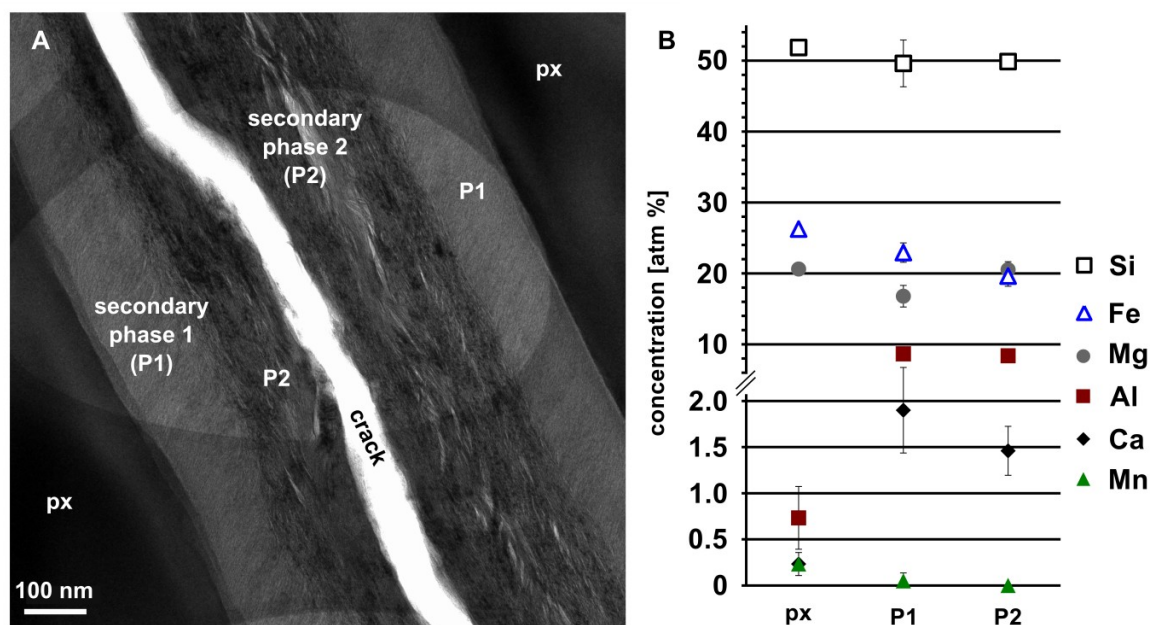 A
px
secondary
phase 2
(P2)
P1
secondary
phase 1
(P1)
P2
crack
px
100 nm
B
concentration [atm %]
50
40
30
20
10
2.0
1.5
1.0
0.5
0
px
P1
P2
Si
Fe
Mg
Al
Ca
Mn